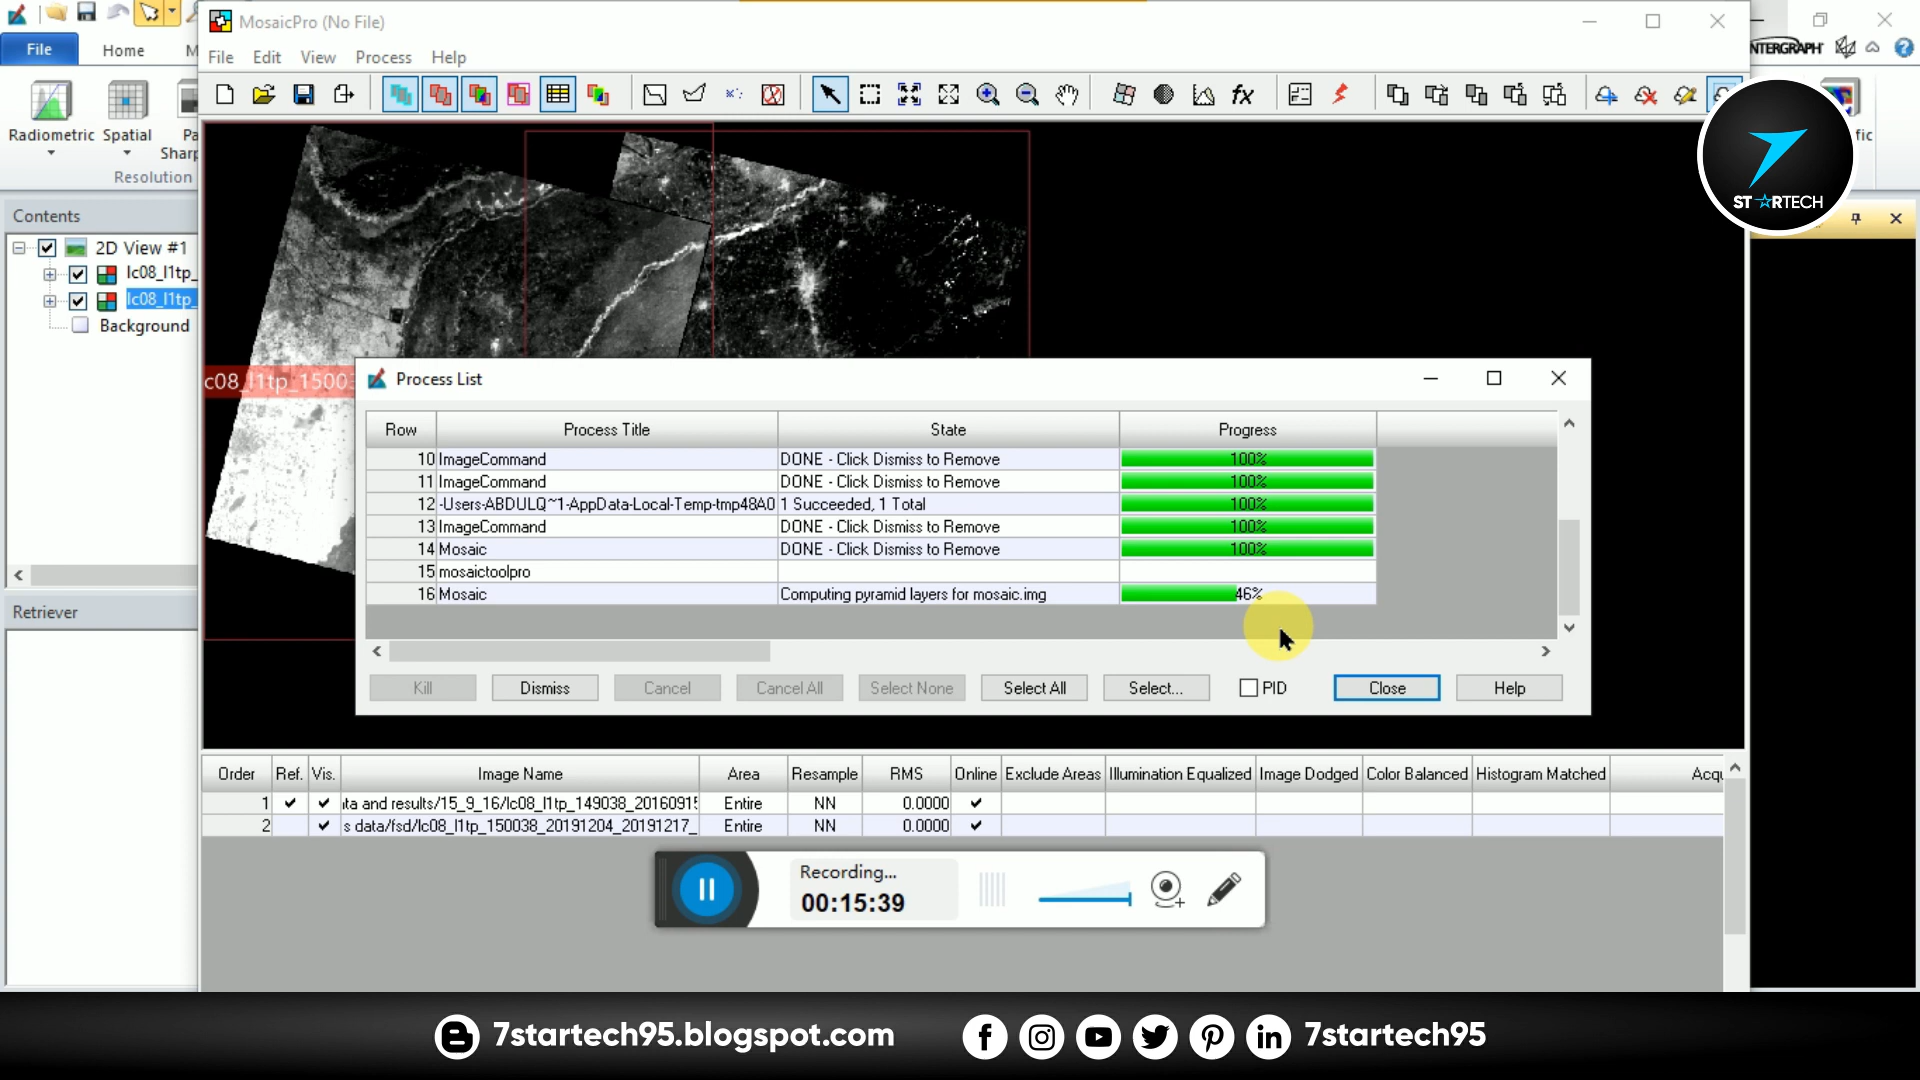 MosaicPro (No File)
File
Home
File Edit View Process Help
INTERGRAPH
Radiometric Spatial
Resolution
STARTECH
Contents
2D View #1
lc08_l1tp_
lc08_l1tp_
Background
c08_l1tp_1500
Process List
Row Process Title State Progress
10 ImageCommand DONE - Click Dismiss to Remove 100%
11 ImageCommand DONE - Click Dismiss to Remove 100%
12 -Users-ABDULQ~1-AppData-Local-Temp-tmp48A0 1 Succeeded, 1 Total 100%
13 ImageCommand DONE - Click Dismiss to Remove 100%
14 Mosaic DONE - Click Dismiss to Remove 100%
15 mosaictoolpro
16 Mosaic Computing pyramid layers for mosaic.img 46%
Kill Dismiss Cancel Cancel All Select None Select All Select... PID Close Help
Retriever
Order Ref. Vis. Image Name Area Resample RMS Online Exclude Areas Illumination Equalized Image Dodged Color Balanced Histogram Matched Acqu
1 ata and results/15_9_16/lc08_l1tp_149038_2016091 Entire NN 0.0000
2 s data/fsd/lc08_l1tp_150038_20191204_20191217_ Entire NN 0.0000
Recording...
00:15:39
7startech95.blogspot.com 7startech95